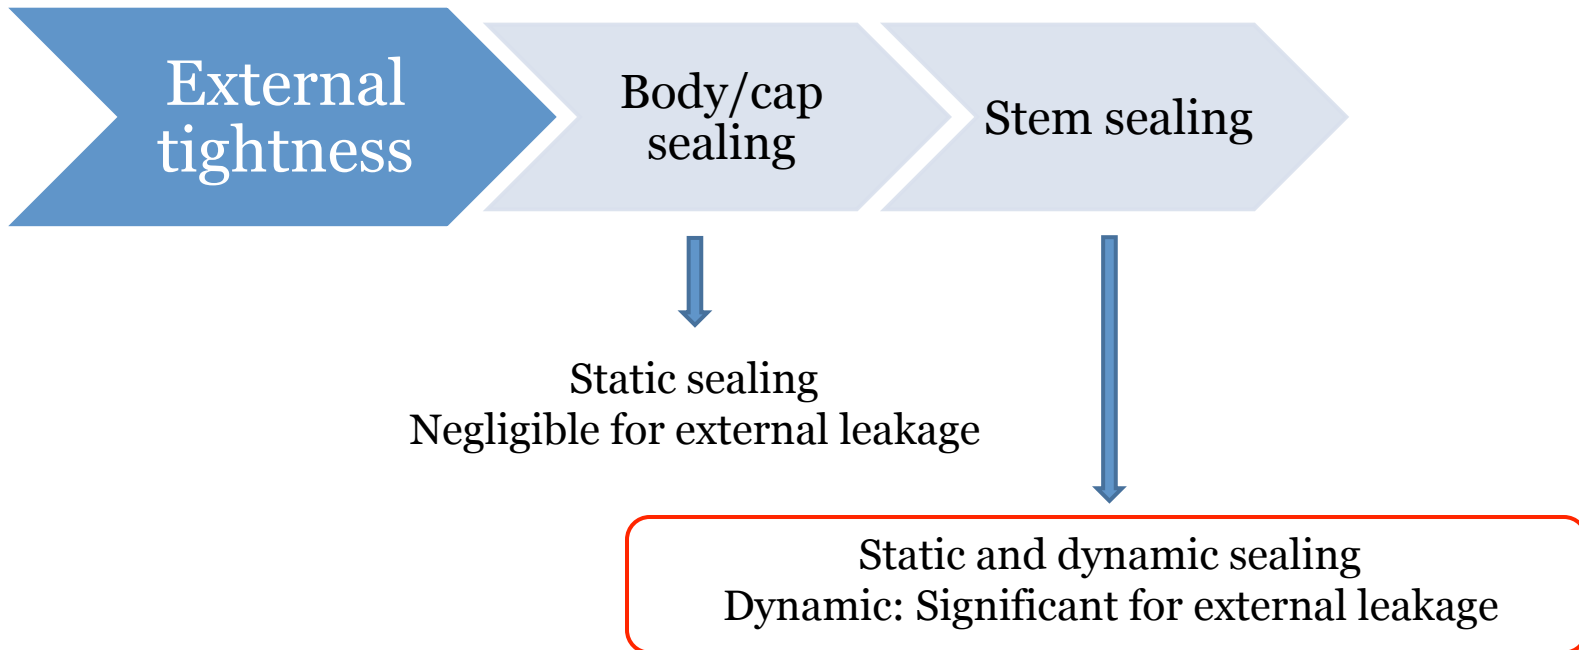 External
tightness
Body/cap
sealing
Stem sealing
Static sealing
Negligible for external leakage
Static and dynamic sealing
Dynamic: Significant for external leakage